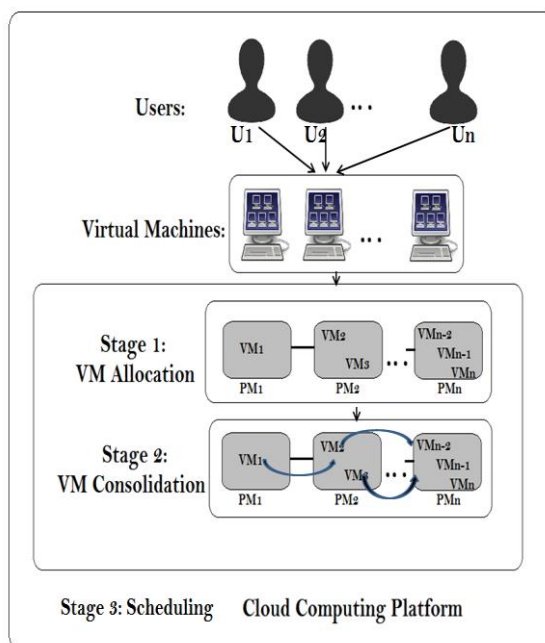 Users:
U1 U2 ... Un
Virtual Machines:
...
Stage 1:
VM Allocation
VM1 VM2 VM3 ... VMn-2 VMn-1 VMn
PM1 PM2 PMn
Stage 2:
VM Consolidation
VM1 VM2 VM3 ... VMn-2 VMn-1 VMn
PM1 PM2 PMn
Stage 3: Scheduling Cloud Computing Platform